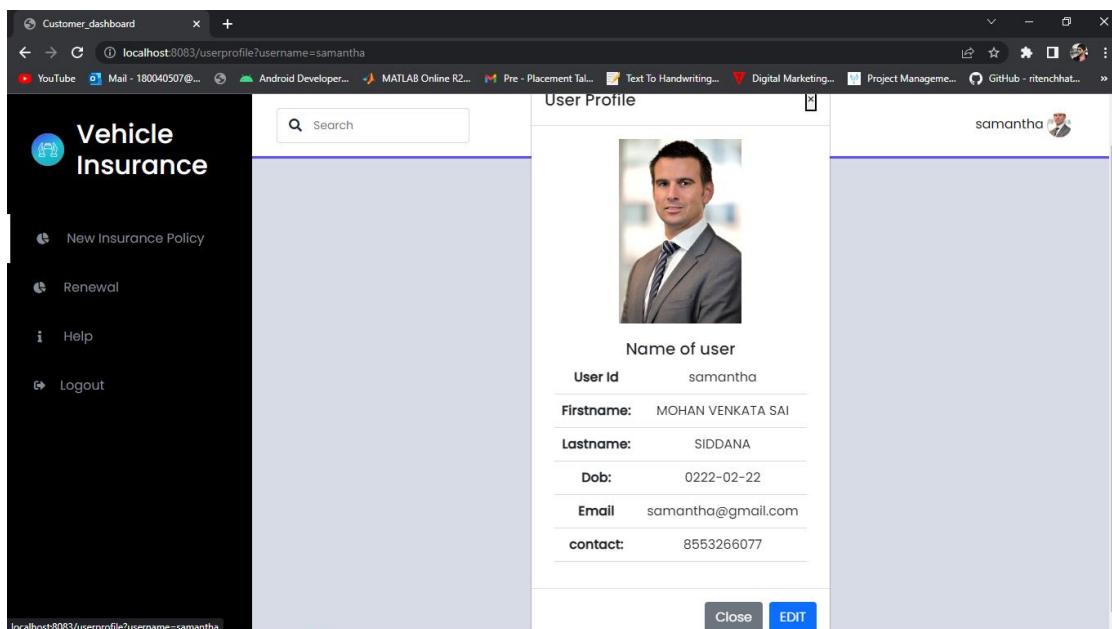 Customer_dashboard
localhost:8083/userprofile?username=samantha
YouTube Mail - 180040507@... Android Developer... MATLAB Online R2... Pre - Placement Tal... Text To Handwriting... Digital Marketing... Project Manageme... GitHub - ritenchhat... »
Vehicle
Insurance
Search
User Profile
samantha
New Insurance Policy
Renewal
Help
Logout
Name of user
User Id samantha
Firstname: MOHAN VENKATA SAI
Lastname: SIDDANA
Dob: 0222-02-22
Email samantha@gmail.com
contact: 8553266077
Close EDIT
localhost:8083/userprofile?username=samantha